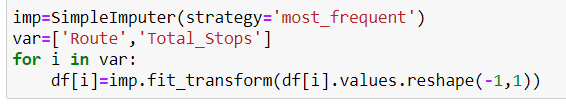 imp=SimpleImputer(strategy='most_frequent')
var=['Route','Total_Stops']
for i in var:
    df[i]=imp.fit_transform(df[i].values.reshape(-1,1))